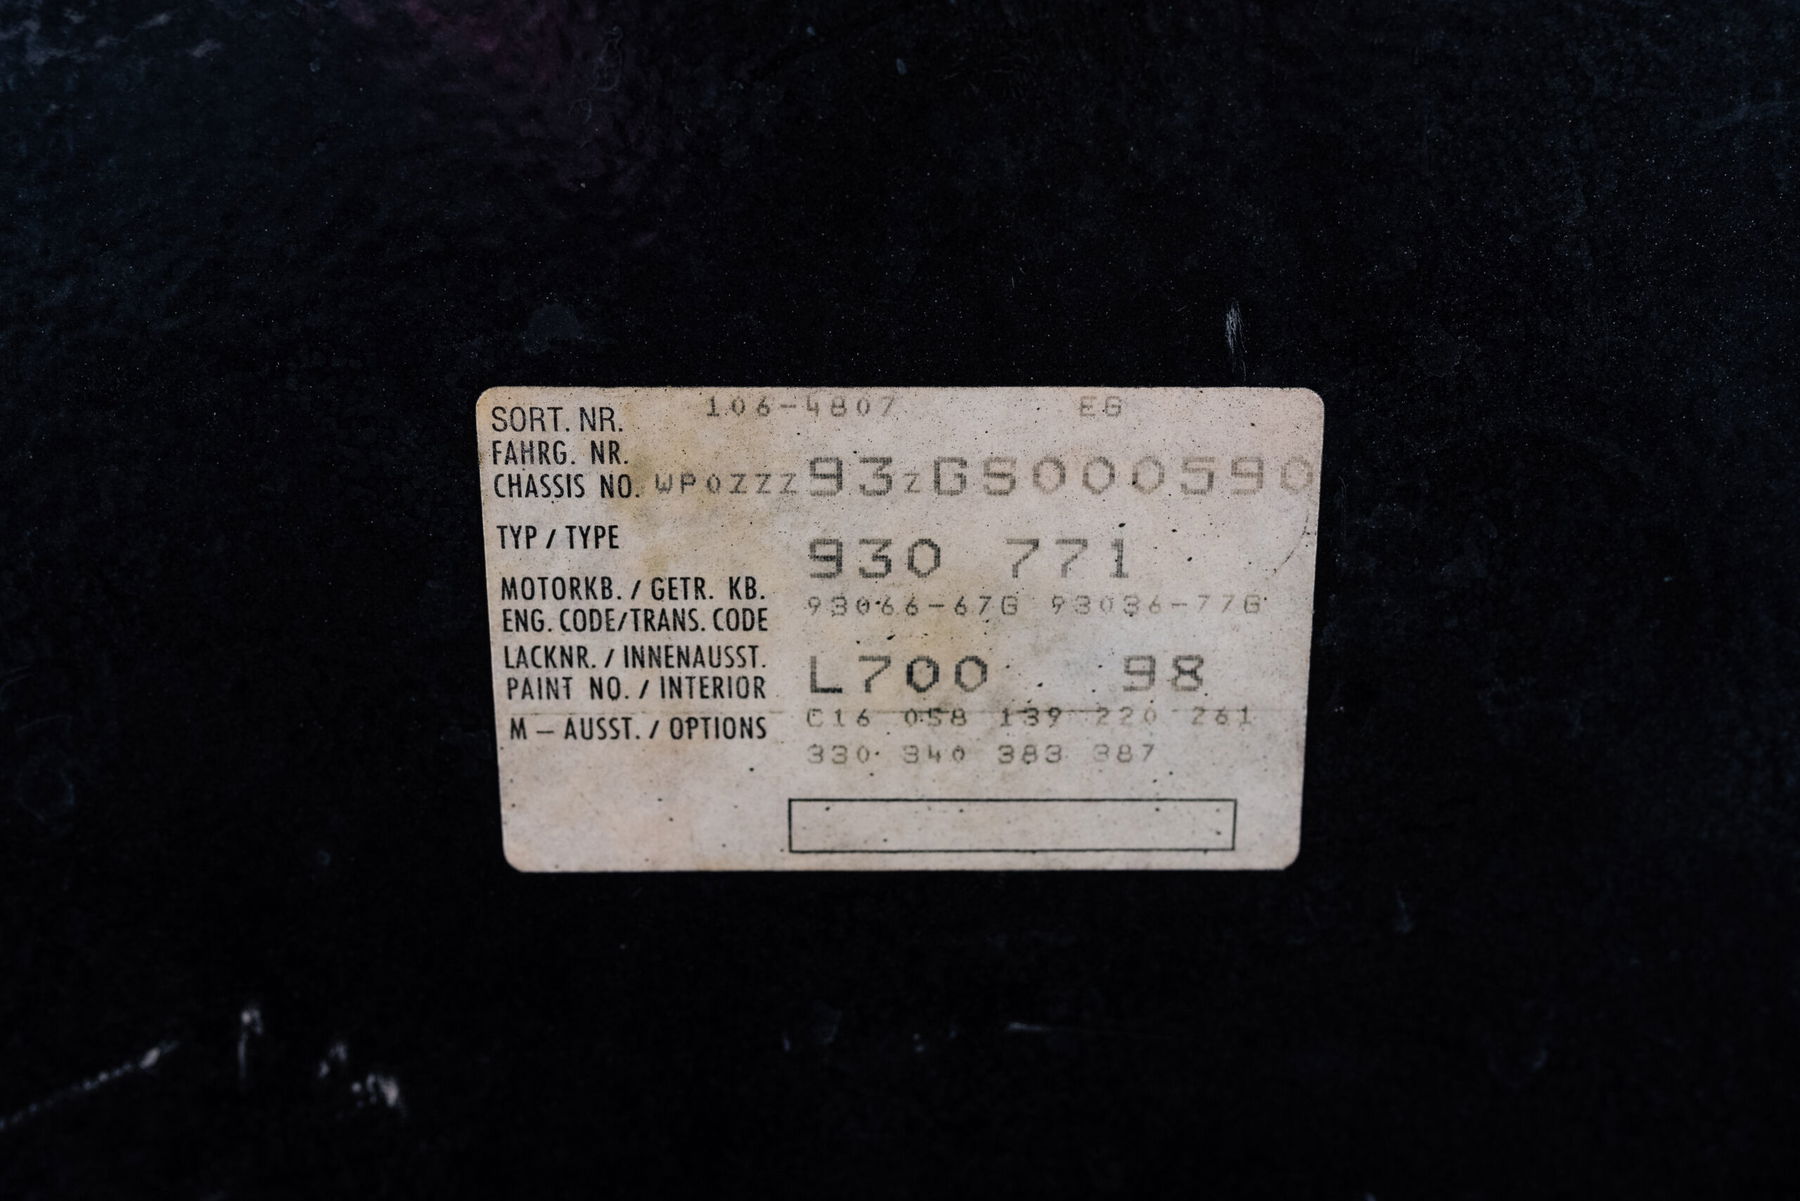 SORT. NR. 106-4807 EG
FAHRG. NR.
CHASSIS NO. WP0ZZZ93ZGS000590
TYP / TYPE 930 771
MOTORKB. / GETR. KB.
ENG. CODE/TRANS. CODE 93066-67G 93036-77G
LACKNR. / INNENAUSST.
PAINT NO. / INTERIOR L700 98
M – AUSST. / OPTIONS C16 058 139 220 261
330 340 383 387